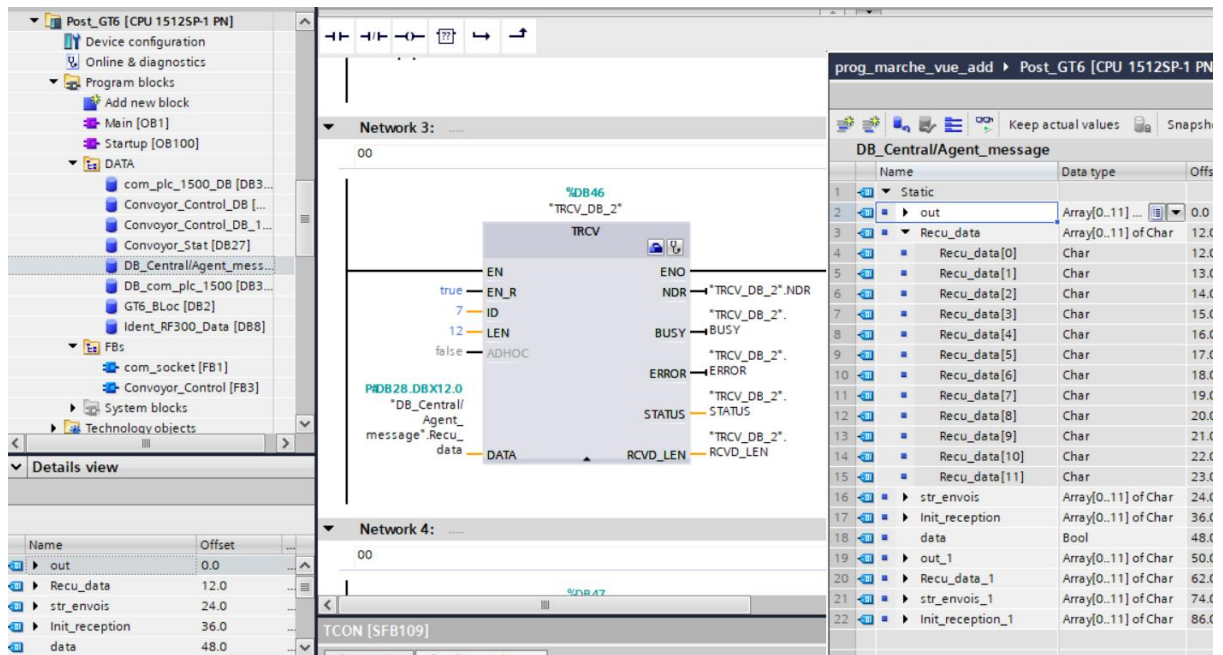 Post_GT6 [CPU 1512SP-1 PN]
Device configuration
Online & diagnostics
Program blocks
Add new block
Main [OB1]
Startup [OB100]
DATA
com_plc_1500_DB [DB3...
Convoyor_Control_DB [...
Convoyor_Control_DB_1...
Convoyor_Stat [DB27]
DB_Central/Agent_mess...
DB_com_plc_1500 [DB3...
GT6_BLoc [DB2]
Ident_RF300_Data [DB8]
FBs
com_socket [FB1]
Convoyor_Control [FB3]
System blocks
Technology objects
Details view
Name Offset ...
out 0.0 ...
Recu_data 12.0 ...
str_envois 24.0 ...
Init_reception 36.0 ...
data 48.0 ...
??
Network 3: .....
00
%DB46
"TRCV_DB_2"
TRCV
EN ENO
true EN_R NDR "TRCV_DB_2".NDR
7 ID
12 LEN BUSY "TRCV_DB_2".BUSY
false ADHOC
ERROR "TRCV_DB_2".ERROR
P#DB28.DBX12.0
"DB_Central/
Agent_
message".Recu_
data DATA
STATUS "TRCV_DB_2".STATUS
RCVD_LEN "TRCV_DB_2".RCVD_LEN
Network 4: .....
00
%DB47
TCON [SFB109]
prog_marche_vue_add Post_GT6 [CPU 1512SP-1 PN
Keep actual values Snapsh
DB_Central/Agent_message
Name Data type Offs
1 Static
2 out Array[0..11] ... 0.0
3 Recu_data Array[0..11] of Char 12.0
4 Recu_data[0] Char 12.0
5 Recu_data[1] Char 13.0
6 Recu_data[2] Char 14.0
7 Recu_data[3] Char 15.0
8 Recu_data[4] Char 16.0
9 Recu_data[5] Char 17.0
10 Recu_data[6] Char 18.0
11 Recu_data[7] Char 19.0
12 Recu_data[8] Char 20.0
13 Recu_data[9] Char 21.0
14 Recu_data[10] Char 22.0
15 Recu_data[11] Char 23.0
16 str_envois Array[0..11] of Char 24.0
17 Init_reception Array[0..11] of Char 36.0
18 data Bool 48.0
19 out_1 Array[0..11] of Char 50.0
20 Recu_data_1 Array[0..11] of Char 62.0
21 str_envois_1 Array[0..11] of Char 74.0
22 Init_reception_1 Array[0..11] of Char 86.0